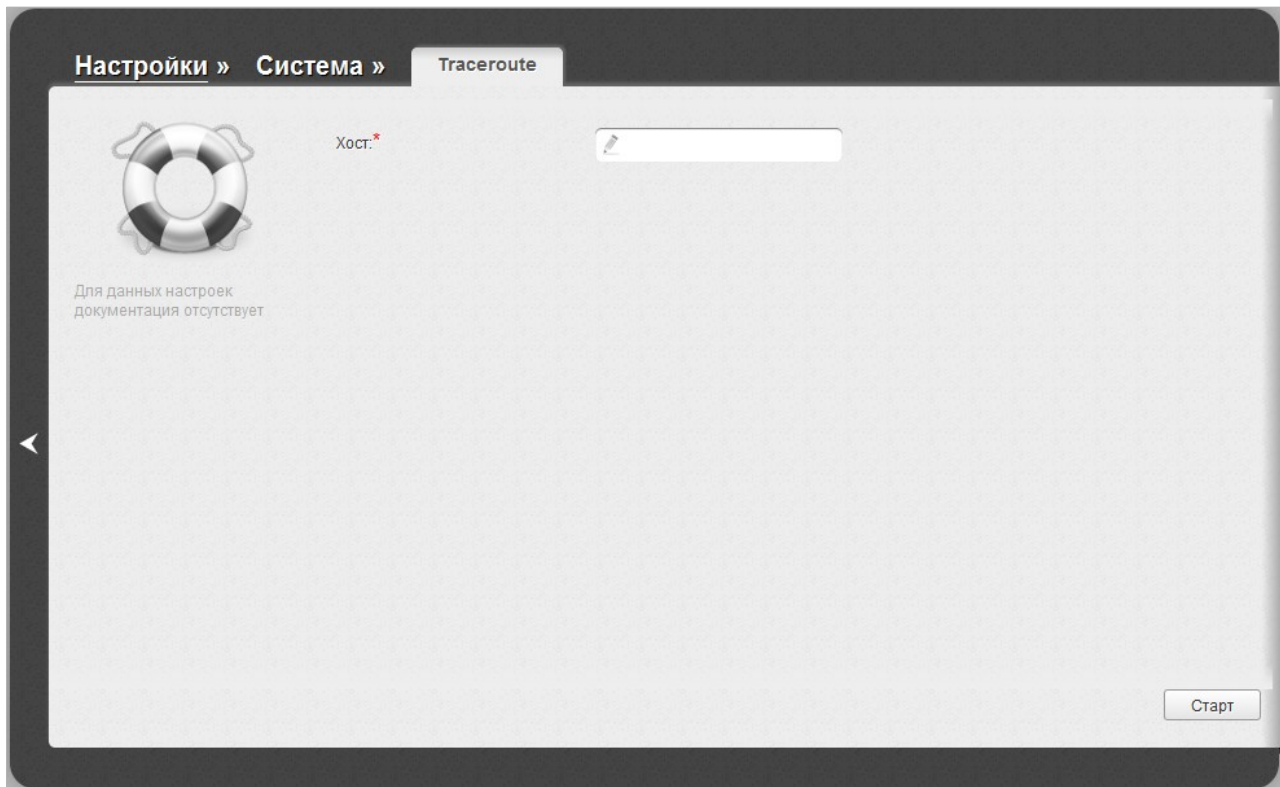 Настройки » Система » Traceroute
Хост:*
Для данных настроек
документация отсутствует
Старт